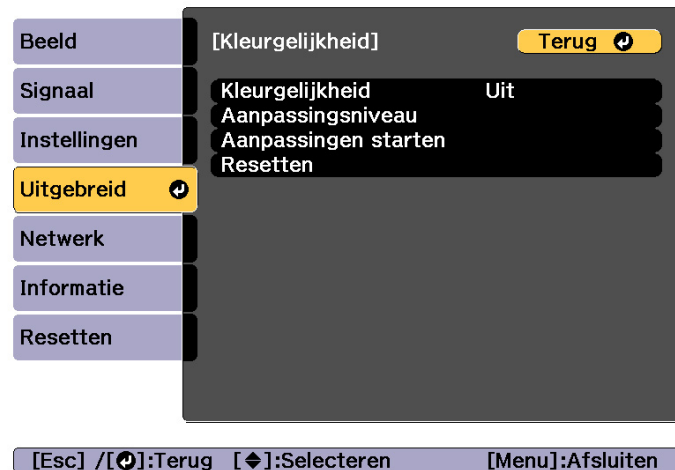 Beeld
Signaal
Instellingen
Uitgebreid
Netwerk
Informatie
Resetten
[Kleurgelijkheid] Terug
Kleurgelijkheid Uit
Aanpassingsniveau
Aanpassingen starten
Resetten
[Esc] /[⏎]:Terug [◆]:Selecteren [Menu]:Afsluiten